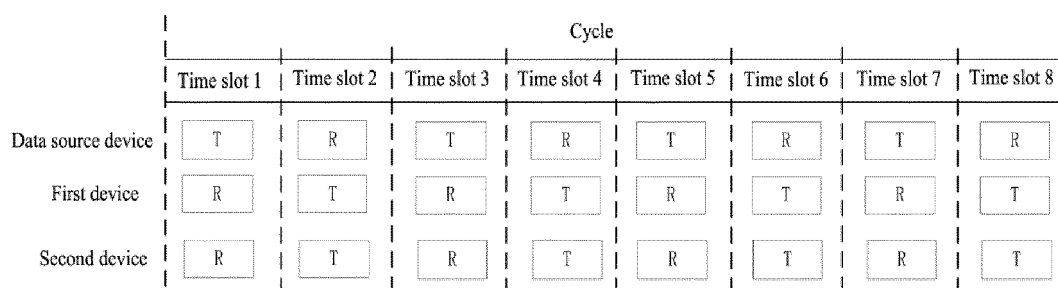 Cycle
Time slot 1 Time slot 2 Time slot 3 Time slot 4 Time slot 5 Time slot 6 Time slot 7 Time slot 8
Data source device T R T R T R T R
First device R T R T R T R T
Second device R T R T R T R T